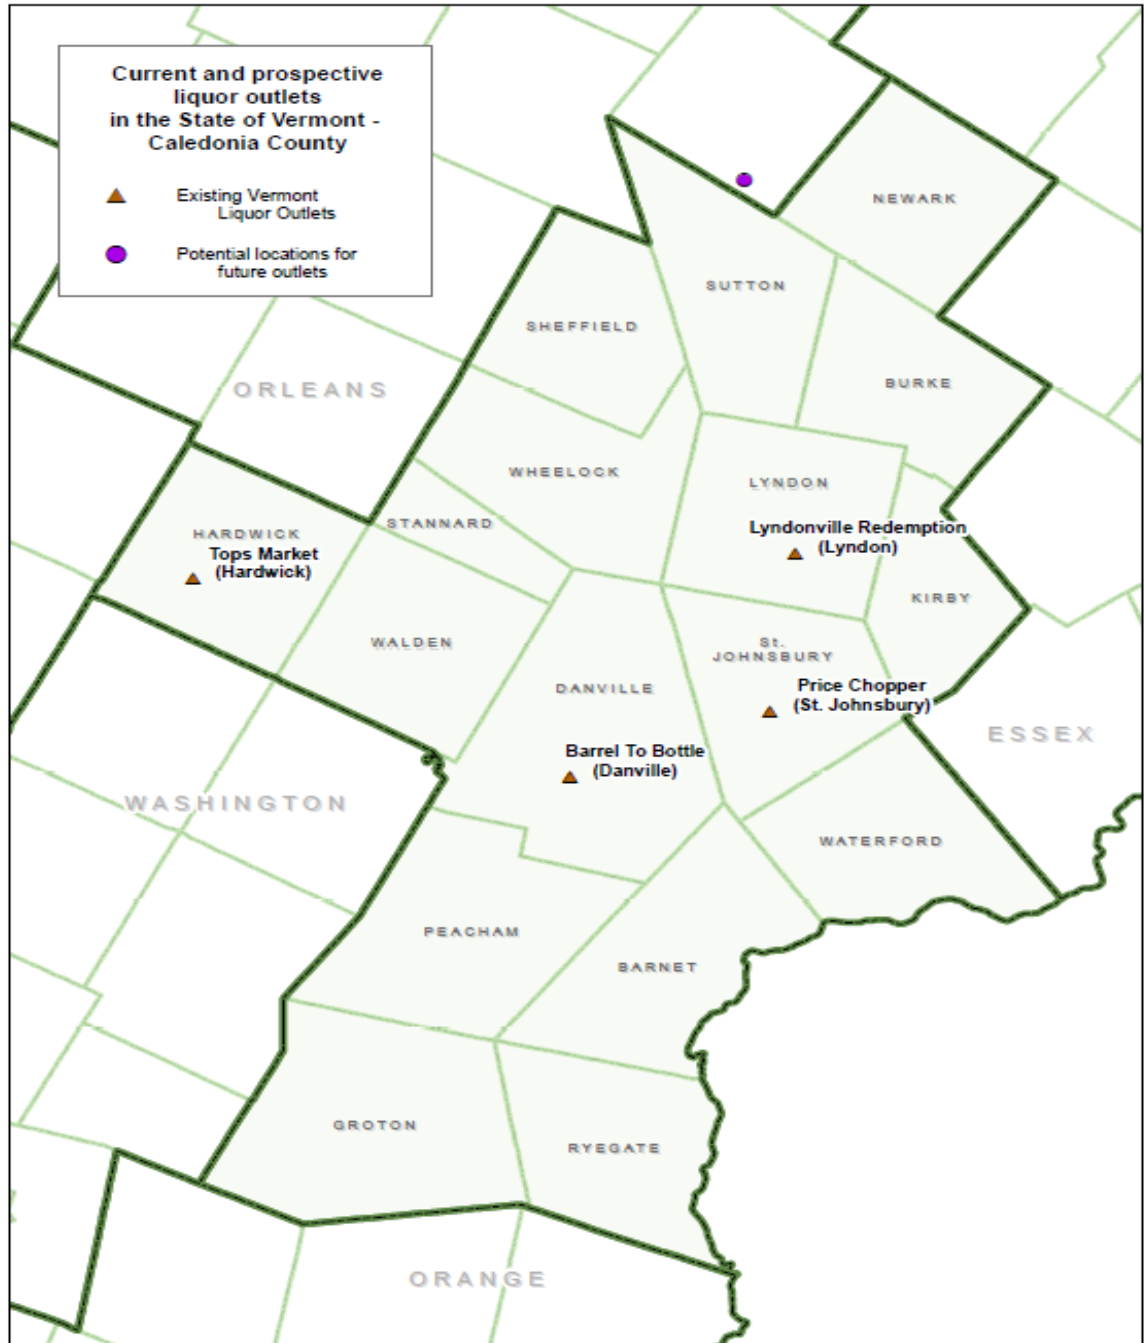 Current and prospective
liquor outlets
in the State of Vermont -
Caledonia County
Existing Vermont
Liquor Outlets
Potential locations for
future outlets
NEWARK
SUTTON
SHEFFIELD
BURKE
ORLEANS
WHEELOCK
LYNDON
STANNARD
HARDWICK
Lyndonville Redemption
(Lyndon)
Tops Market
(Hardwick)
KIRBY
WALDEN
St.
JOHNSBURY
DANVILLE
Price Chopper
(St. Johnsbury)
ESSEX
Barrel To Bottle
(Danville)
WASHINGTON
WATERFORD
PEACHAM
BARNET
GROTON
RYEGATE
ORANGE